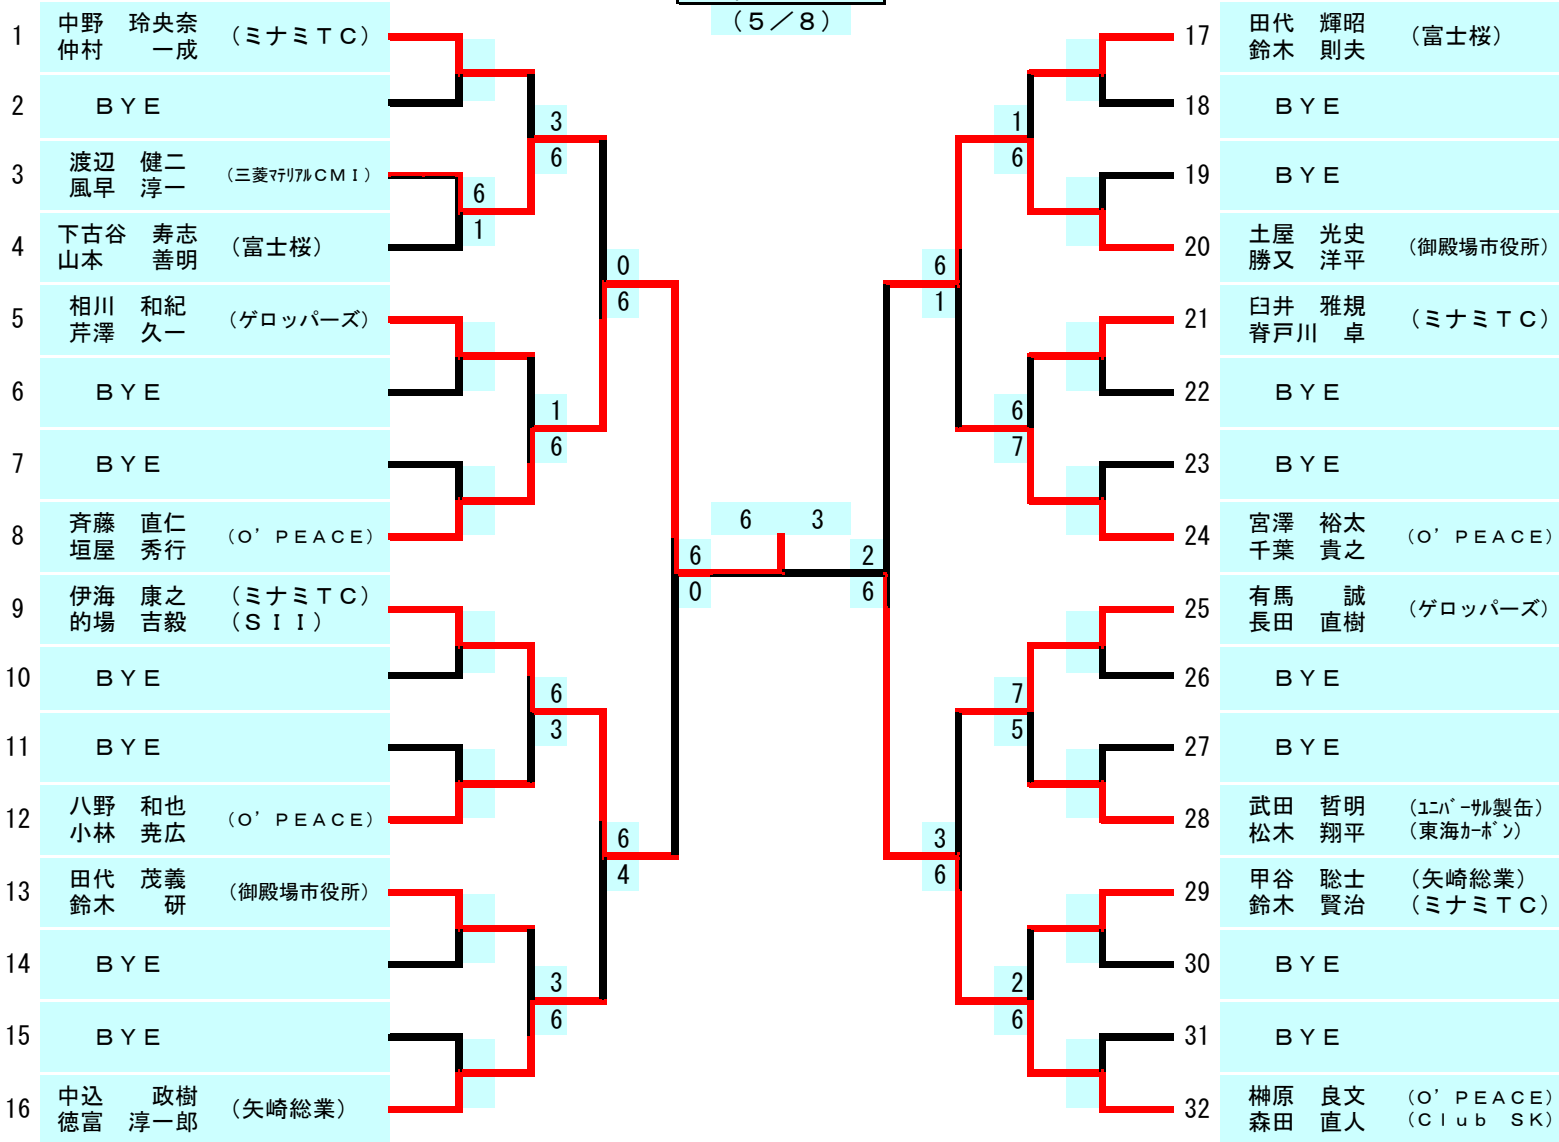 （５／８）
1 中野 玲央奈 （ミナミＴＣ）
仲村 一成
2 ＢＹＥ
3 渡辺 健二 （三菱ﾏﾃﾘｱﾙＣＭＩ）
風早 淳一
4 下古谷 寿志 （富士桜）
山本 善明
5 相川 和紀 （ゲロッパーズ）
芹澤 久一
6 ＢＹＥ
7 ＢＹＥ
8 斉藤 直仁 （Ｏ’ＰＥＡＣＥ）
垣屋 秀行
9 伊海 康之 （ミナミＴＣ）
的場 吉毅 （ＳＩＩ）
10 ＢＹＥ
11 ＢＹＥ
12 八野 和也 （Ｏ’ＰＥＡＣＥ）
小林 尭広
13 田代 茂義 （御殿場市役所）
鈴木 研
14 ＢＹＥ
15 ＢＹＥ
16 中込 政樹 （矢崎総業）
徳富 淳一郎
6
1
3
6
1
6
6
3
3
6
0
6
6
4
6
0
6 3
2
6
6
1
3
6
1
6
6
7
7
5
2
6
17 田代 輝昭 （富士桜）
鈴木 則夫
18 ＢＹＥ
19 ＢＹＥ
20 土屋 光史 （御殿場市役所）
勝又 洋平
21 臼井 雅規 （ミナミＴＣ）
脊戸川 卓
22 ＢＹＥ
23 ＢＹＥ
24 宮澤 裕太 （Ｏ’ＰＥＡＣＥ）
千葉 貴之
25 有馬 誠 （ゲロッパーズ）
長田 直樹
26 ＢＹＥ
27 ＢＹＥ
28 武田 哲明 （ﾕﾆﾊﾞｰｻﾙ製缶）
松木 翔平 （東海ｶｰﾎﾞﾝ）
29 甲谷 聡士 （矢崎総業）
鈴木 賢治 （ミナミＴＣ）
30 ＢＹＥ
31 ＢＹＥ
32 榊原 良文 （Ｏ’ＰＥＡＣＥ）
森田 直人 （Ｃｌｕｂ ＳＫ）